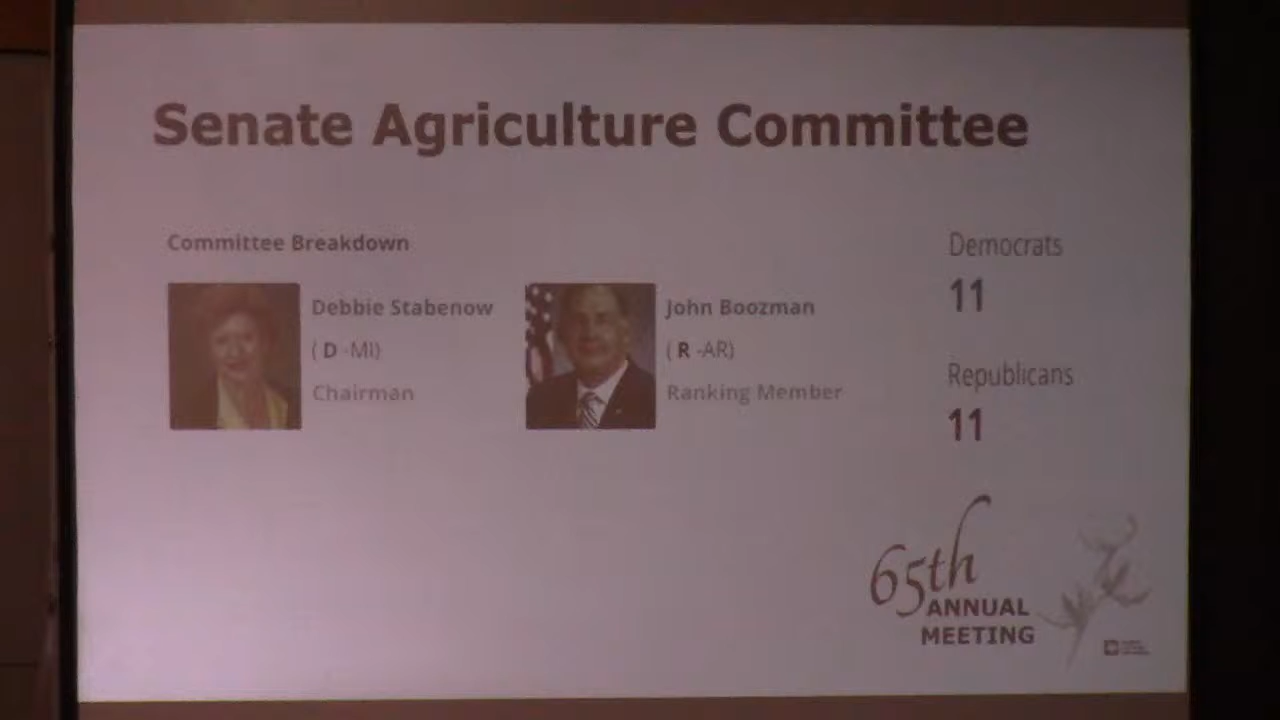 Senate Agriculture Committee
Committee Breakdown
Debbie Stabenow
( D -MI)
Chairman
John Boozman
( R -AR)
Ranking Member
Democrats
11
Republicans
11
65th
ANNUAL
MEETING